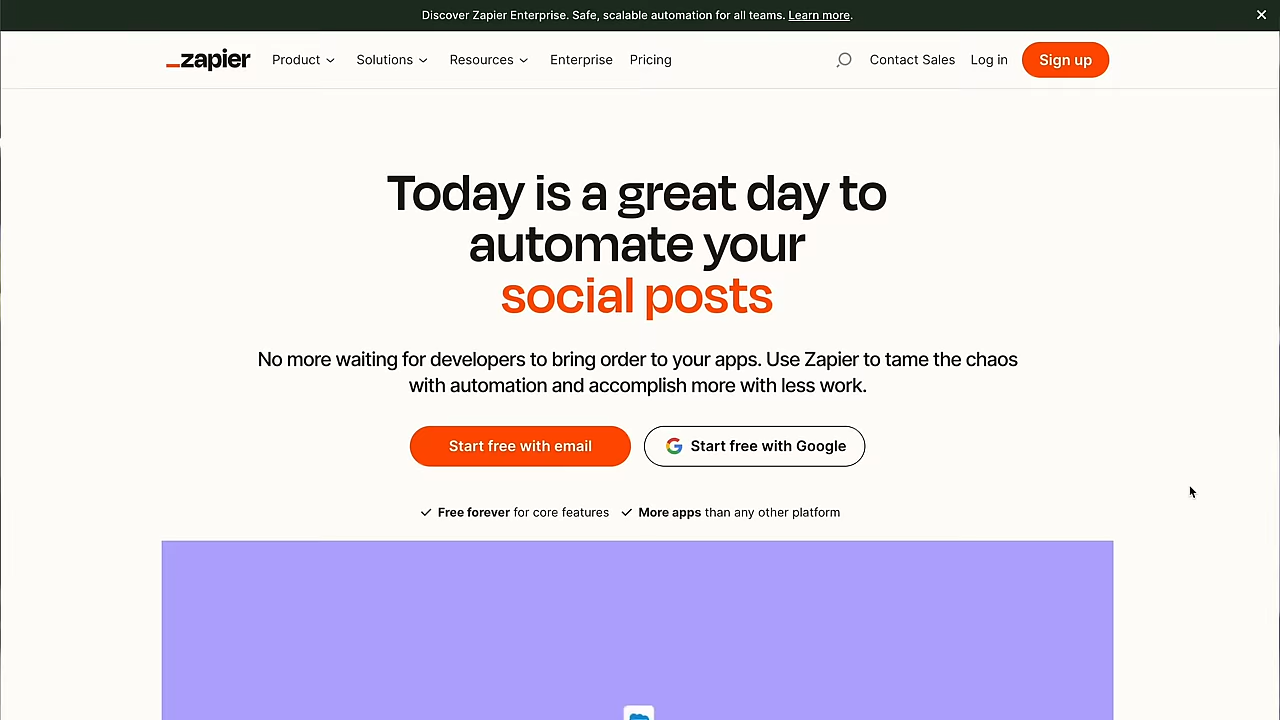 Discover Zapier Enterprise. Safe, scalable automation for all teams. Learn more.
zapier Product Solutions Resources Enterprise Pricing Contact Sales Log in Sign up
Today is a great day to
automate your
social posts
No more waiting for developers to bring order to your apps. Use Zapier to tame the chaos
with automation and accomplish more with less work.
Start free with email Start free with Google
Free forever for core features More apps than any other platform